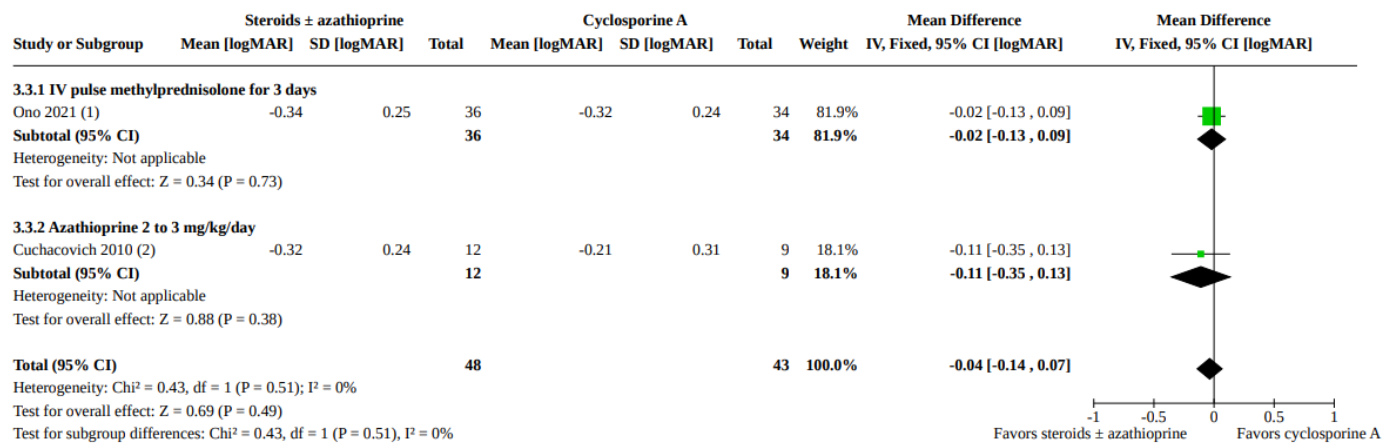 Steroids ± azathioprine Cyclosporine A Mean Difference Mean Difference
Study or Subgroup Mean [logMAR] SD [logMAR] Total Mean [logMAR] SD [logMAR] Total Weight IV, Fixed, 95% CI [logMAR] IV, Fixed, 95% CI [logMAR]
3.3.1 IV pulse methylprednisolone for 3 days
Ono 2021 (1) -0.34 0.25 36 -0.32 0.24 34 81.9% -0.02 [-0.13 , 0.09]
Subtotal (95% CI) 36 34 81.9% -0.02 [-0.13 , 0.09]
Heterogeneity: Not applicable
Test for overall effect: Z = 0.34 (P = 0.73)
3.3.2 Azathioprine 2 to 3 mg/kg/day
Cuchacovich 2010 (2) -0.32 0.24 12 -0.21 0.31 9 18.1% -0.11 [-0.35 , 0.13]
Subtotal (95% CI) 12 9 18.1% -0.11 [-0.35 , 0.13]
Heterogeneity: Not applicable
Test for overall effect: Z = 0.88 (P = 0.38)
Total (95% CI) 48 43 100.0% -0.04 [-0.14 , 0.07]
Heterogeneity: Chi² = 0.43, df = 1 (P = 0.51); I² = 0%
Test for overall effect: Z = 0.69 (P = 0.49)
-1 -0.5 0 0.5 1
Test for subgroup differences: Chi² = 0.43, df = 1 (P = 0.51), I² = 0% Favors steroids ± azathioprine Favors cyclosporine A